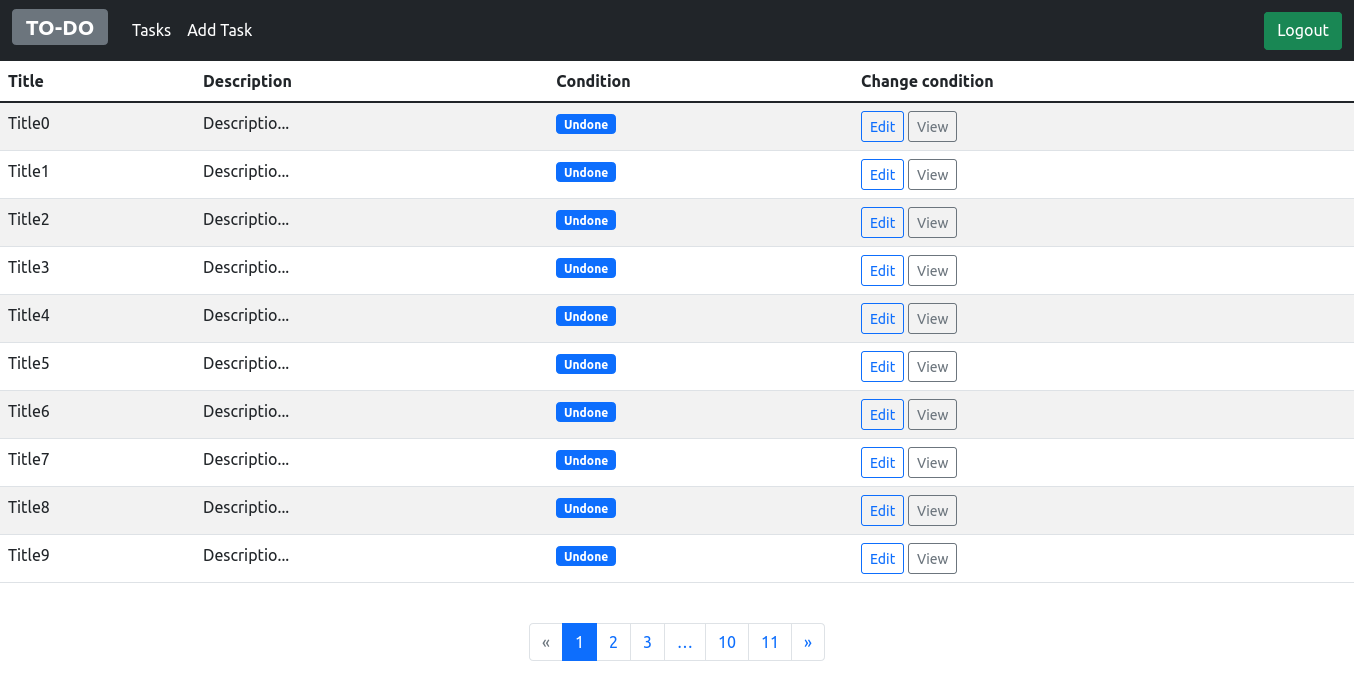 TO-DO Tasks Add Task Logout
Title Description Condition Change condition
Title0 Descriptio... Undone Edit View
Title1 Descriptio... Undone Edit View
Title2 Descriptio... Undone Edit View
Title3 Descriptio... Undone Edit View
Title4 Descriptio... Undone Edit View
Title5 Descriptio... Undone Edit View
Title6 Descriptio... Undone Edit View
Title7 Descriptio... Undone Edit View
Title8 Descriptio... Undone Edit View
Title9 Descriptio... Undone Edit View
« 1 2 3 … 10 11 »